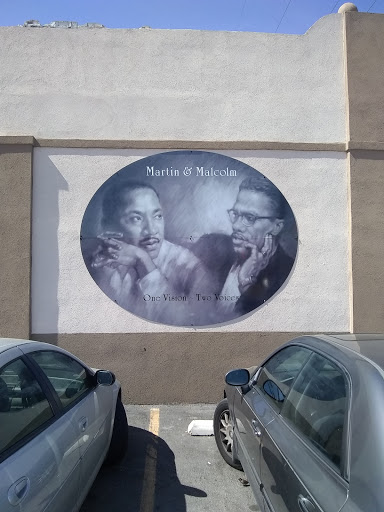 Martin & Malcolm
One Vision Two Voices